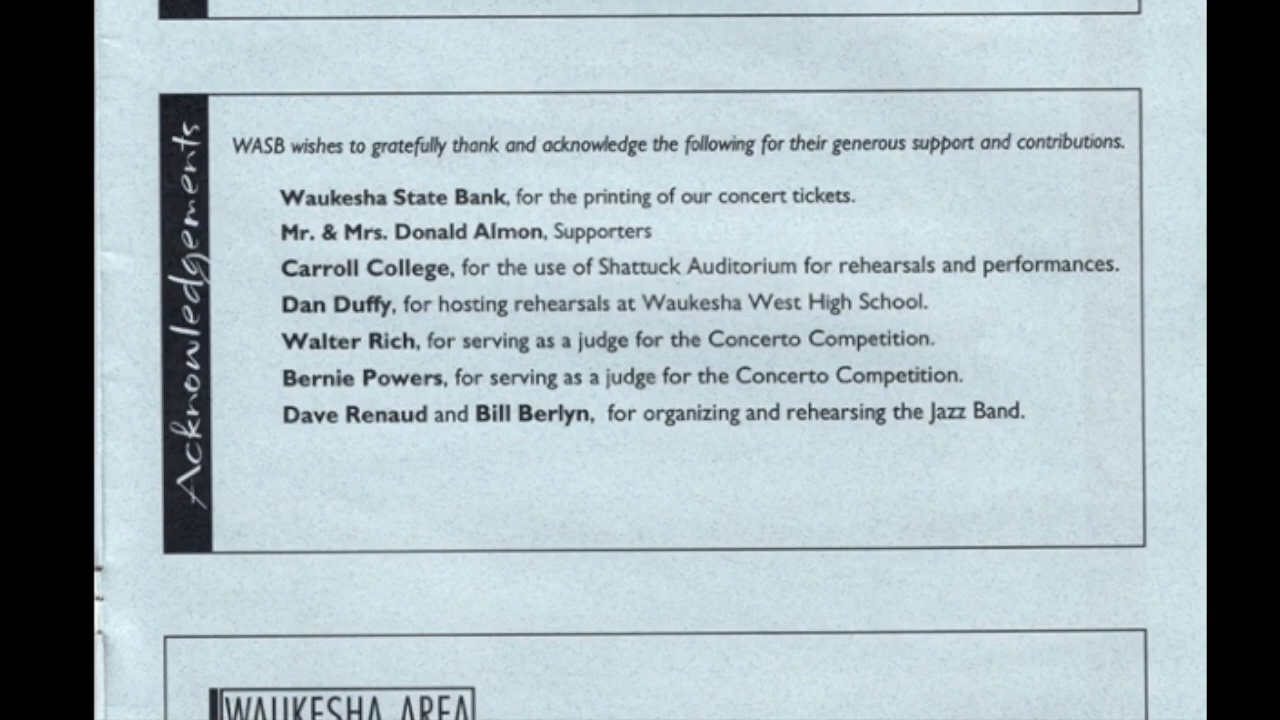 Acknowledgements
WASB wishes to gratefully thank and acknowledge the following for their generous support and contributions.
Waukesha State Bank, for the printing of our concert tickets.
Mr. & Mrs. Donald Almon, Supporters
Carroll College, for the use of Shattuck Auditorium for rehearsals and performances.
Dan Duffy, for hosting rehearsals at Waukesha West High School.
Walter Rich, for serving as a judge for the Concerto Competition.
Bernie Powers, for serving as a judge for the Concerto Competition.
Dave Renaud and Bill Berlyn, for organizing and rehearsing the Jazz Band.
WAUKESHA AREA